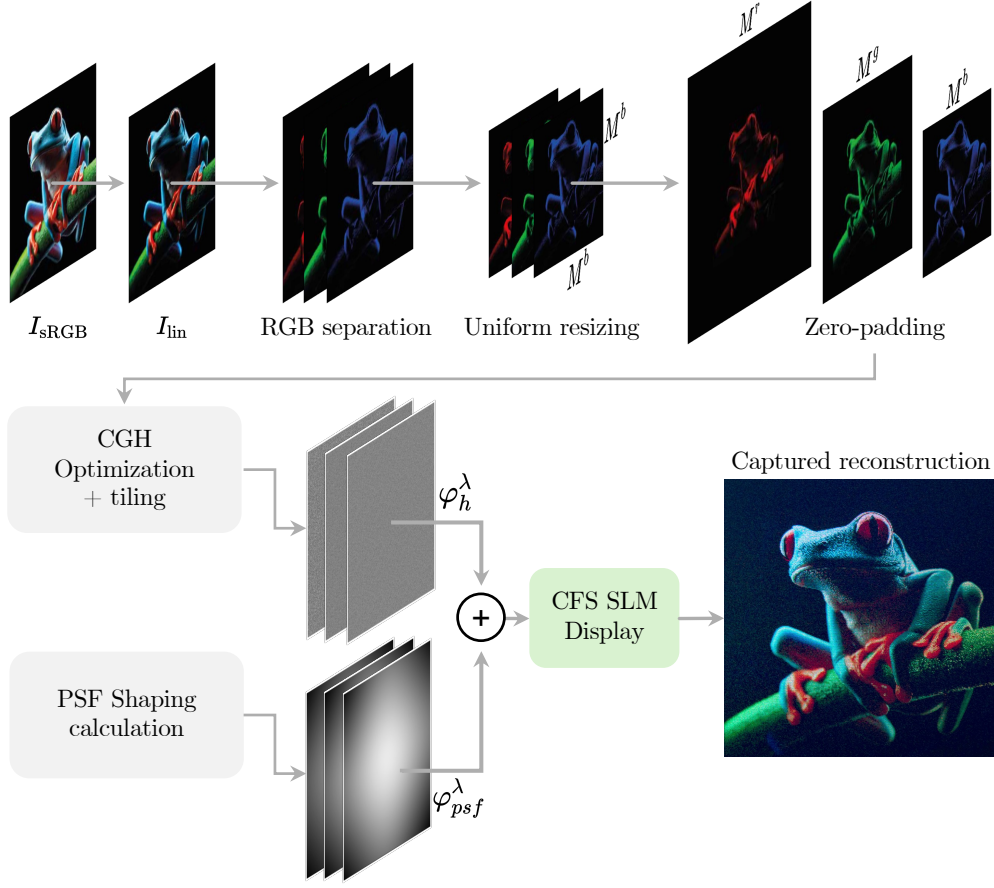 M^r
M^g
M^b
M^b
M^b
I_sRGB
I_lin
RGB separation
Uniform resizing
Zero-padding
CGH
Optimization
+ tiling
φ_h^λ
Captured reconstruction
+
CFS SLM
Display
PSF Shaping
calculation
φ_psf^λ